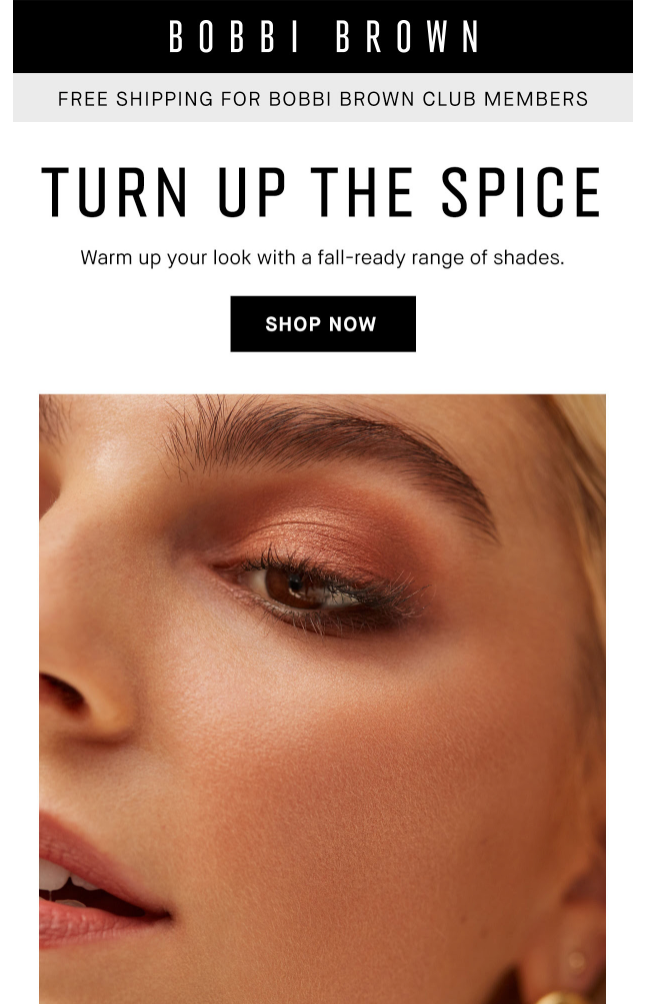 BOBBI BROWN
FREE SHIPPING FOR BOBBI BROWN CLUB MEMBERS
TURN UP THE SPICE
Warm up your look with a fall-ready range of shades.
SHOP NOW